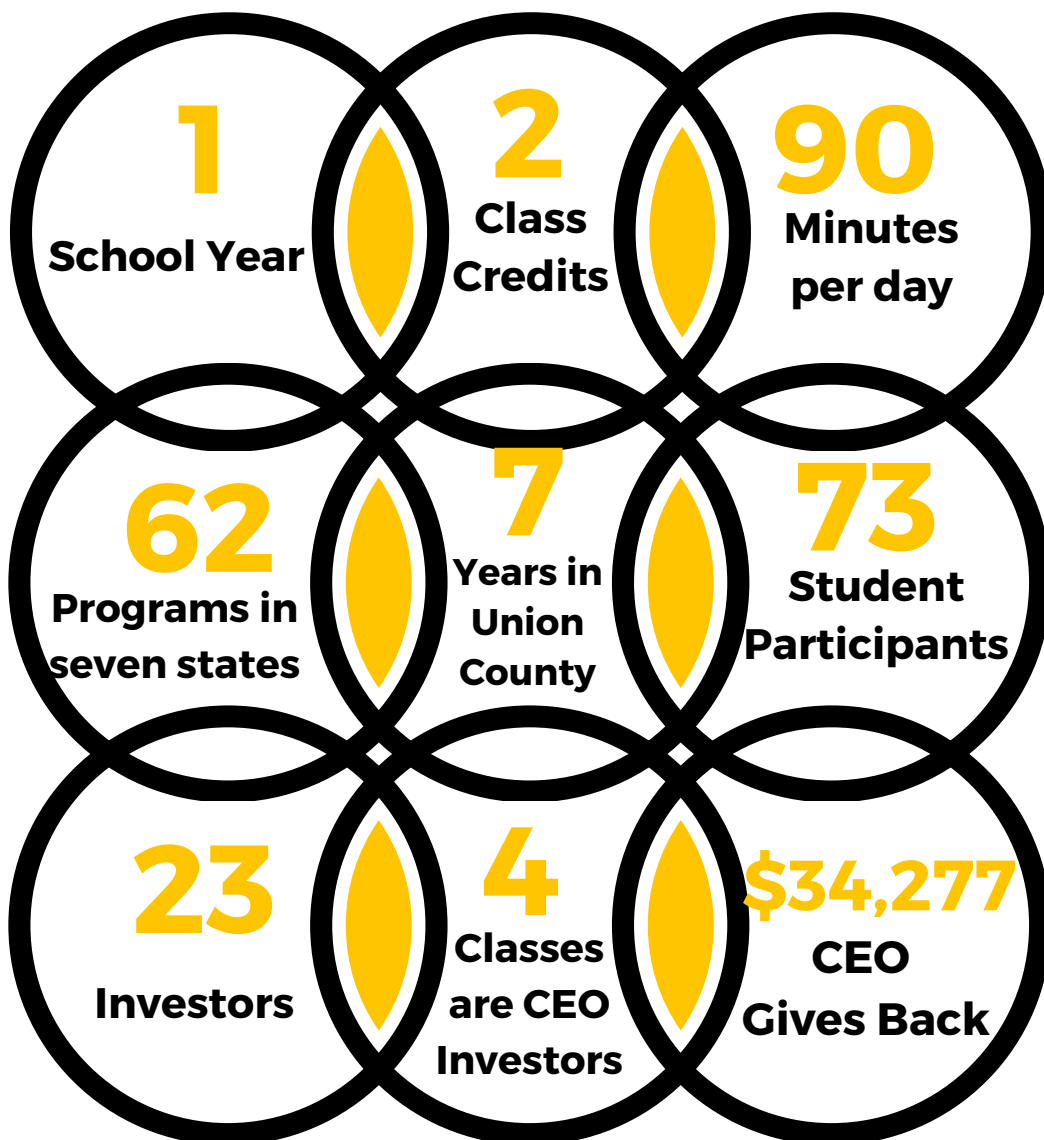 1
School Year
2
Class
Credits
90
Minutes
per day
62
Programs in
seven states
7
Years in
Union
County
73
Student
Participants
23
Investors
4
Classes
are CEO
Investors
$34,277
CEO
Gives Back